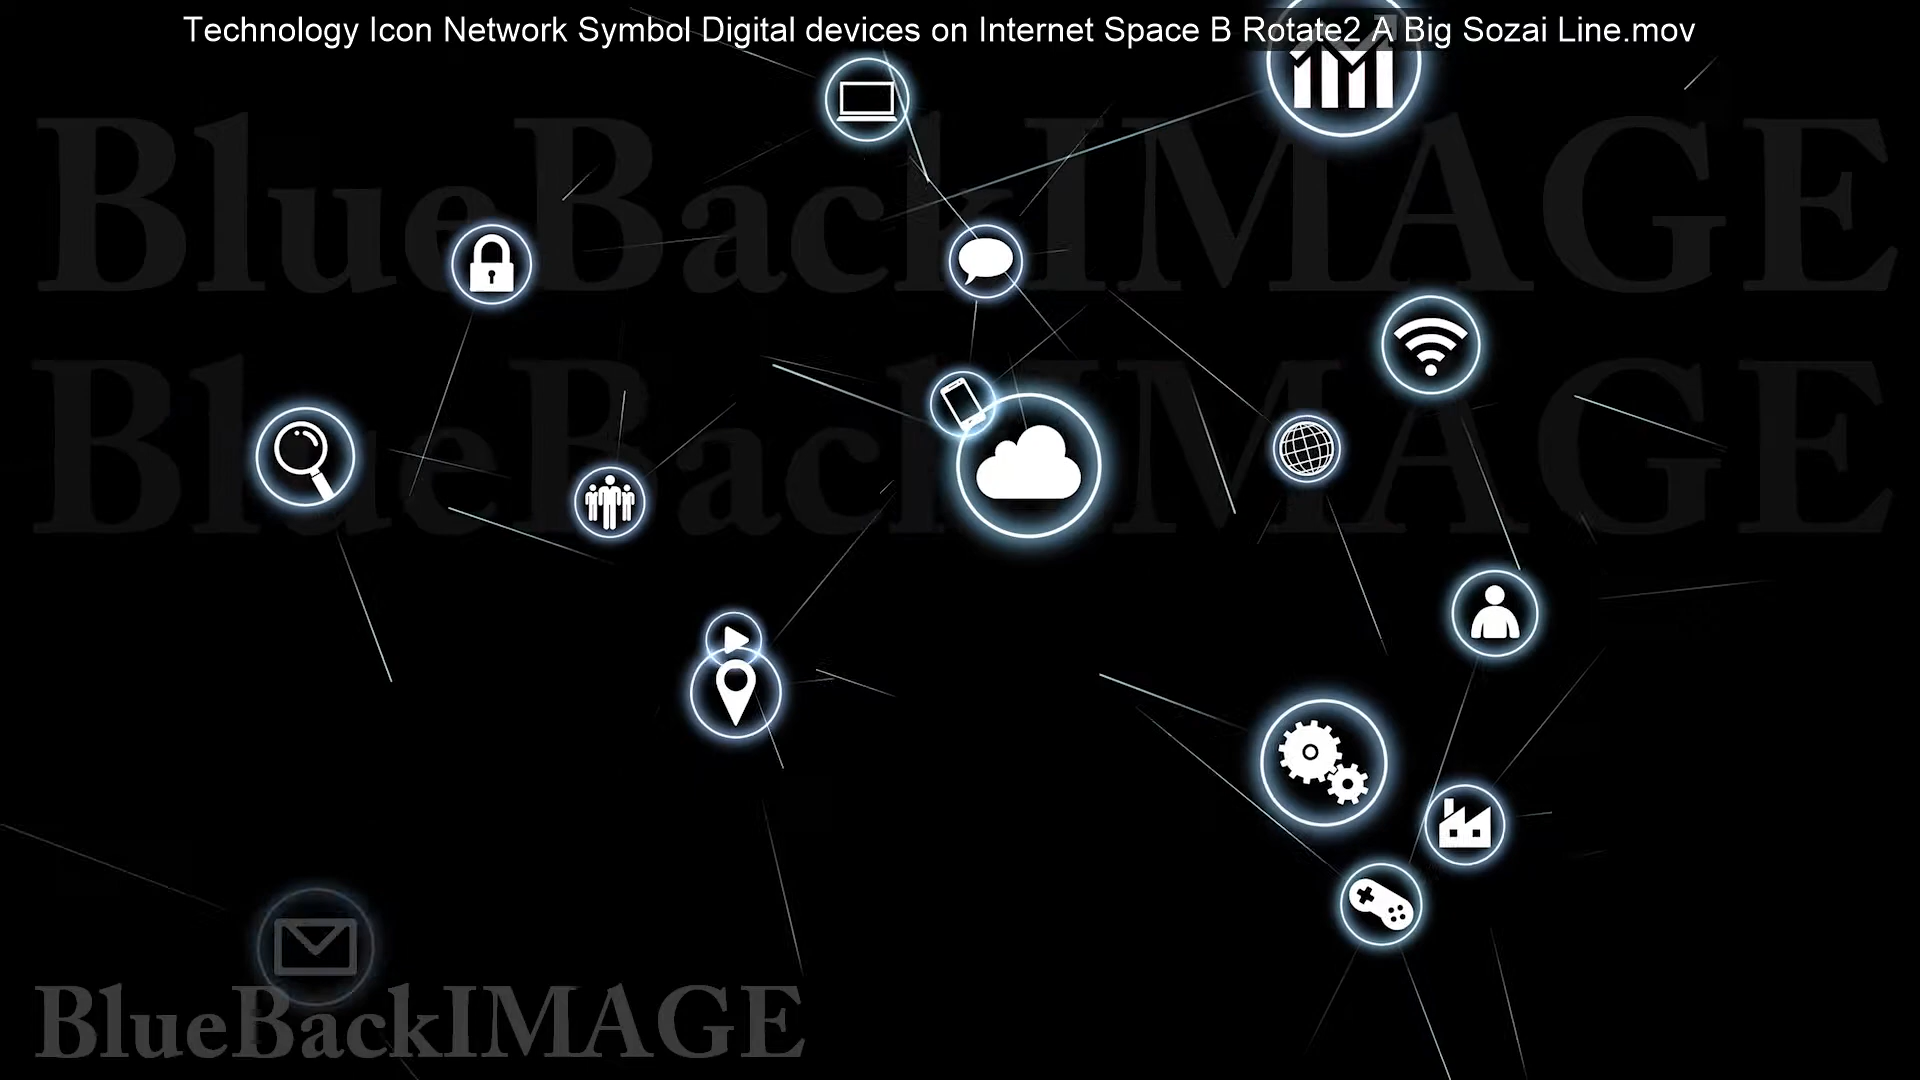 Technology Icon Network Symbol Digital devices on Internet Space B Rotate2 A Big Sozai Line.mov
BlueBackIMAGE
BlueBackIMAGE
BlueBackIMAGE